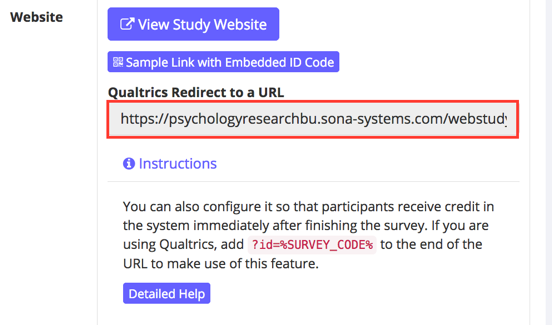 Website
View Study Website
Sample Link with Embedded ID Code
Qualtrics Redirect to a URL
https://psychologyresearchbu.sona-systems.com/webstudy
Instructions
You can also configure it so that participants receive credit in
the system immediately after finishing the survey. If you are
using Qualtrics, add ?id=%SURVEY_CODE% to the end of the
URL to make use of this feature.
Detailed Help